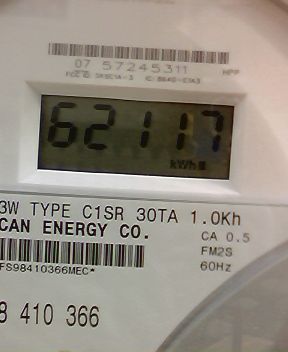 07 57245311 HPP
62117
kWh
3W TYPE C1SR 30TA 1.0Kh
CAN ENERGY CO.
CA 0.5
FM2S
60Hz
FS98410366MEC*
8 410 366